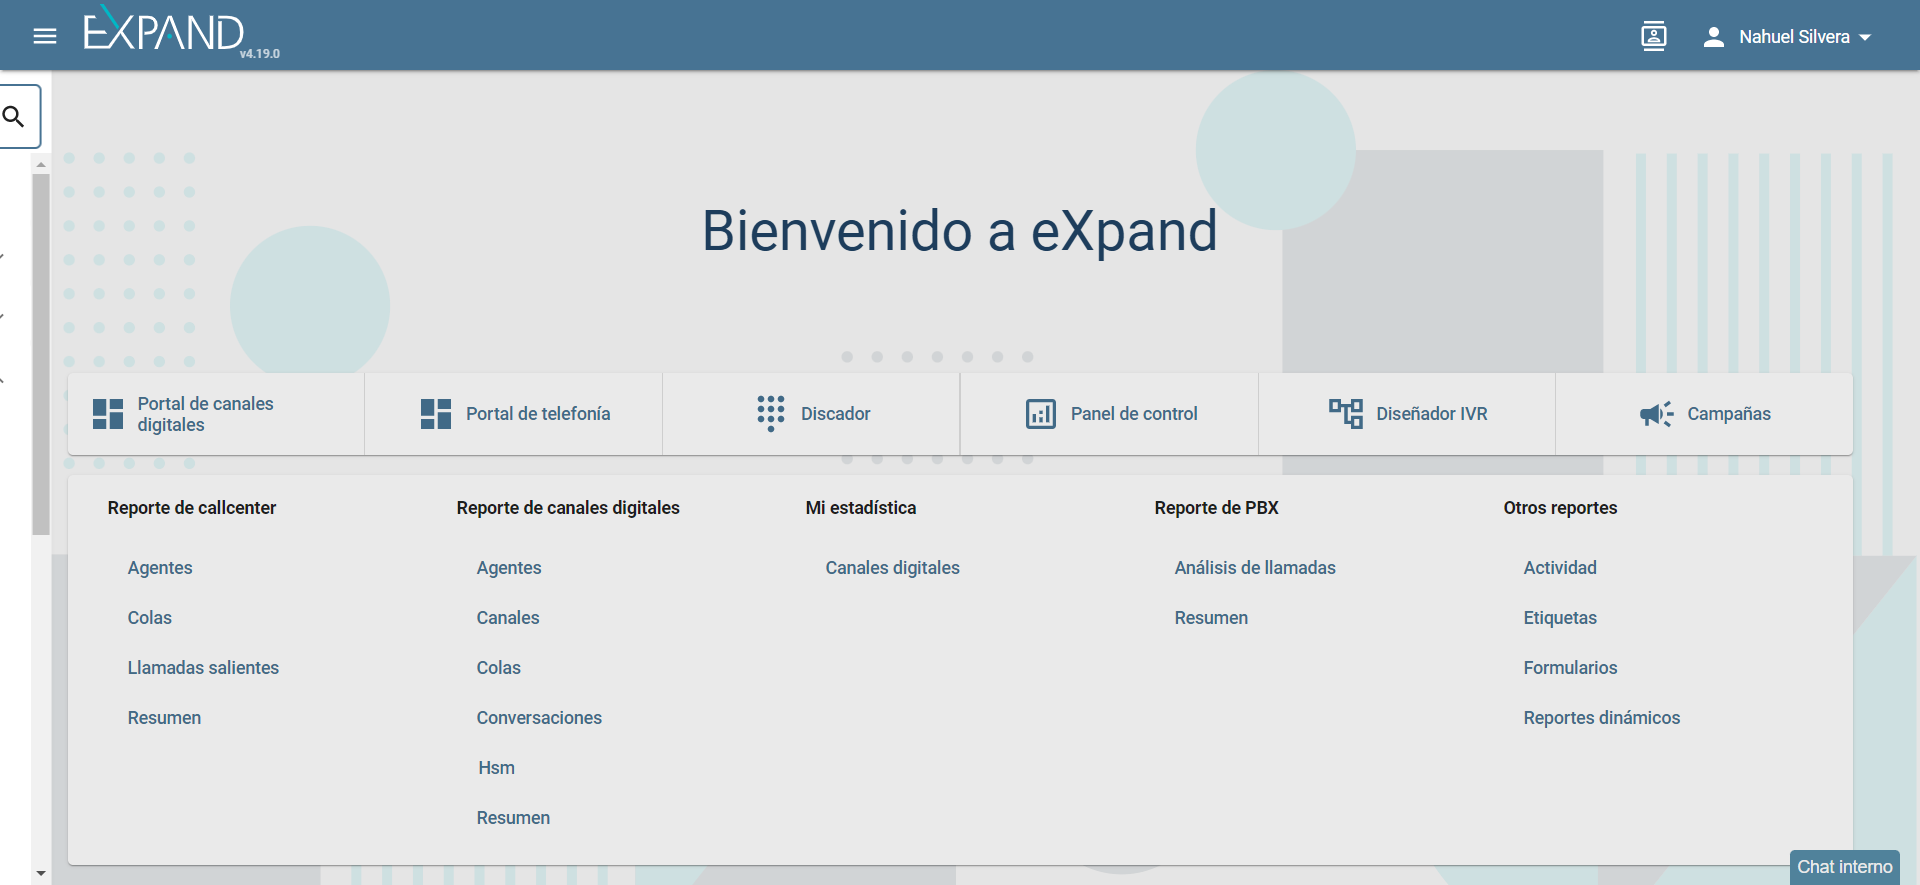 EXPAND
v4.19.0
Nahuel Silvera
Bienvenido a eXpand
Portal de canales
digitales
Portal de telefonía
Discador
Panel de control
Diseñador IVR
Campañas
Reporte de callcenter
Agentes
Colas
Llamadas salientes
Resumen
Reporte de canales digitales
Agentes
Canales
Colas
Conversaciones
Hsm
Resumen
Mi estadística
Canales digitales
Reporte de PBX
Análisis de llamadas
Resumen
Otros reportes
Actividad
Etiquetas
Formularios
Reportes dinámicos
Chat interno